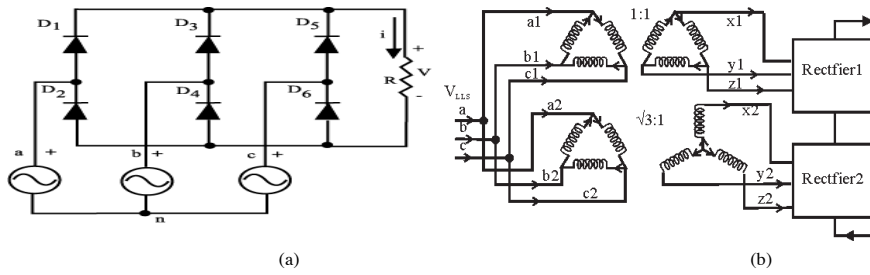 D1
D3
D5
i
+
V
R
-
D2
D4
D6
a
+
b
+
c
+
n
(a)
a1
1:1
x1
b1
y1
c1
z1
Rectfier1
VLLS
a
b
c
a2
√3:1
x2
b2
y2
c2
z2
Rectfier2
(b)